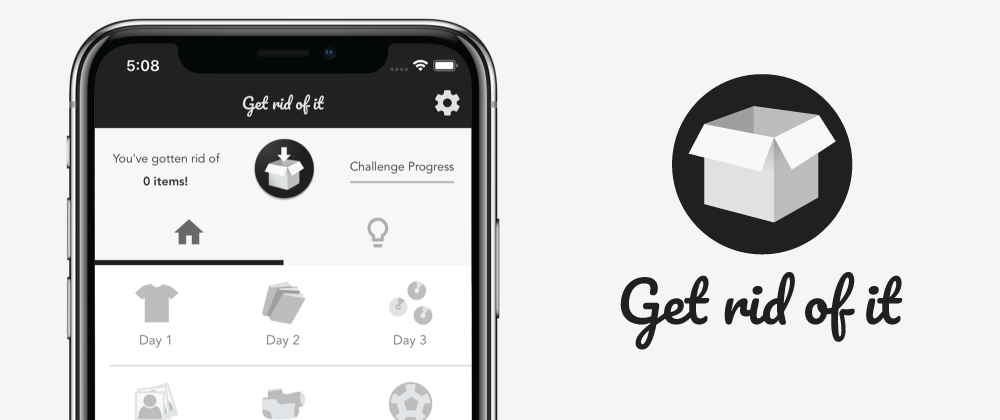 5:08
Get rid of it
You've gotten rid of
0 items!
Challenge Progress
Day 1
Day 2
Day 3
Get rid of it